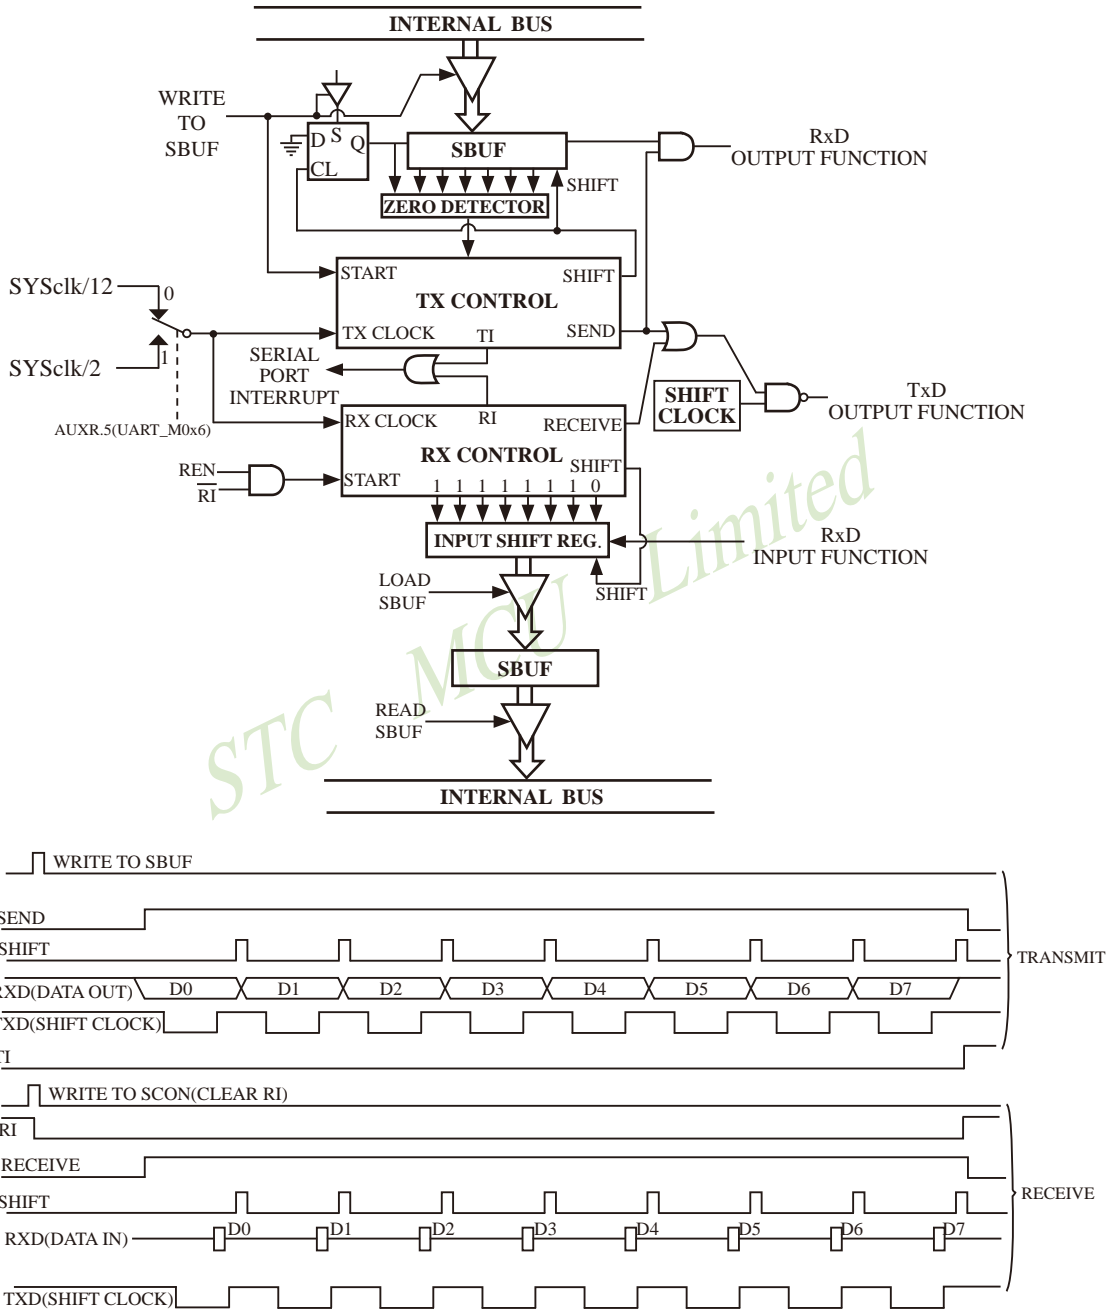 INTERNAL BUS
WRITE
TO
SBUF
D S Q
CL
SBUF
RxD
OUTPUT FUNCTION
SHIFT
ZERO DETECTOR
START
SHIFT
TX CONTROL
TX CLOCK
TI
SEND
SYSclk/12
0
SYSclk/2
1
AUXR.5(UART_M0x6)
SERIAL
PORT
INTERRUPT
SHIFT
CLOCK
TxD
OUTPUT FUNCTION
RX CLOCK
RI
RECEIVE
RX CONTROL
SHIFT
START
1 1 1 1 1 1 1 0
REN
RI
INPUT SHIFT REG.
RxD
INPUT FUNCTION
LOAD
SBUF
SHIFT
SBUF
READ
SBUF
INTERNAL BUS
STC MCU Limited
WRITE TO SBUF
SEND
SHIFT
RXD(DATA OUT) D0 D1 D2 D3 D4 D5 D6 D7
TXD(SHIFT CLOCK)
TI
TRANSMIT
WRITE TO SCON(CLEAR RI)
RI
RECEIVE
SHIFT
RXD(DATA IN) D0 D1 D2 D3 D4 D5 D6 D7
TXD(SHIFT CLOCK)
RECEIVE